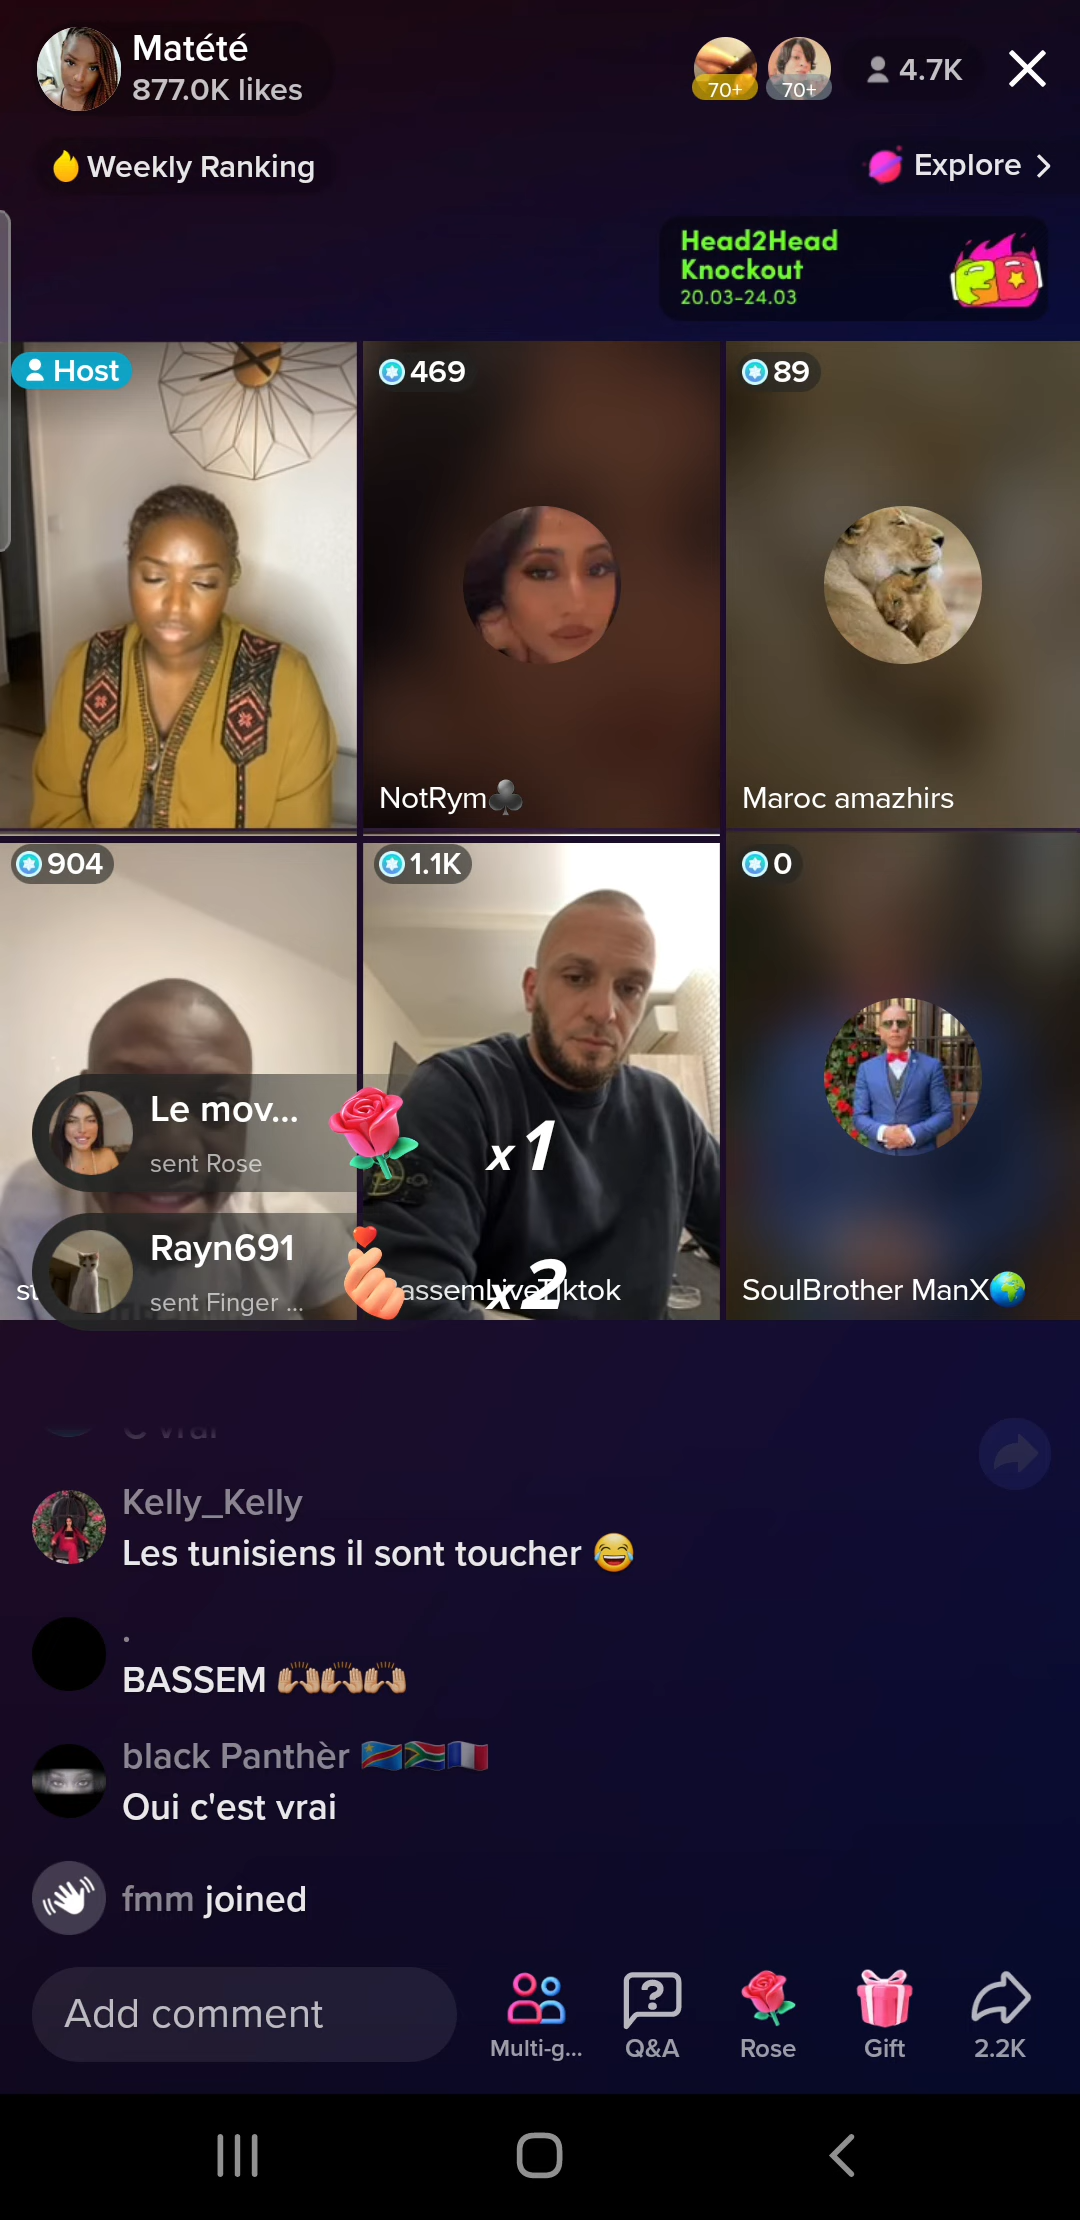 Matété
877.0K likes
70+
70+
4.7K
Weekly Ranking
Explore
Head2Head
Knockout
20.03-24.03
Host
469
89
NotRym♣
Maroc amazhirs
904
1.1K
0
Le mov...
sent Rose
x1
Rayn691
sent Finger ...
x2
SoulBrother ManX🌍
C vrai
Kelly_Kelly
Les tunisiens il sont toucher 😂
.
BASSEM 🙌🏼🙌🏼🙌🏼
black Panthèr 🇨🇩🇿🇦🇫🇷
Oui c'est vrai
fmm joined
Add comment
Multi-g...
Q&A
Rose
Gift
2.2K